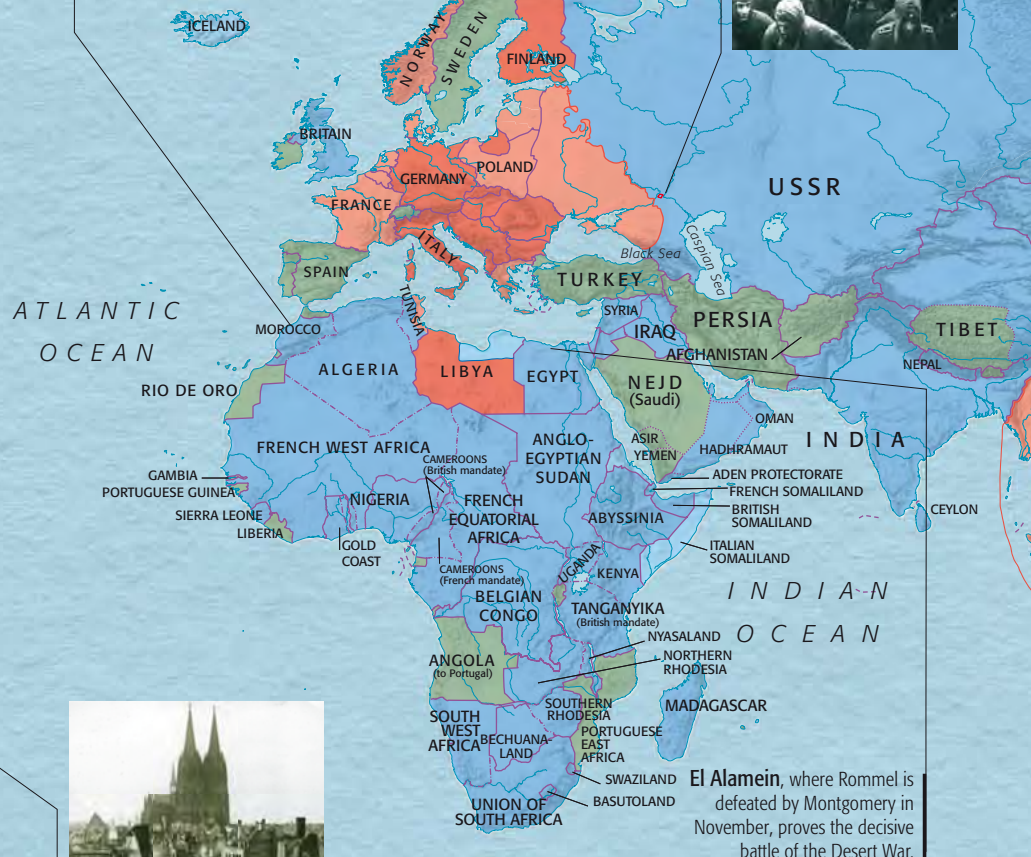 ICELAND
NORWAY
SWEDEN
FINLAND
BRITAIN
GERMANY
POLAND
FRANCE
USSR
ITALY
SPAIN
Black Sea
Caspian Sea
TURKEY
TUNISIA
SYRIA
IRAQ
PERSIA
TIBET
ATLANTIC
OCEAN
MOROCCO
AFGHANISTAN
NEPAL
ALGERIA
LIBYA
EGYPT
NEJD
(Saudi)
RIO DE ORO
OMAN
ASIR
YEMEN
HADHRAMAUT
INDIA
FRENCH WEST AFRICA
ANGLO-
EGYPTIAN
SUDAN
CAMEROONS
(British mandate)
GAMBIA
PORTUGUESE GUINEA
ADEN PROTECTORATE
FRENCH SOMALILAND
BRITISH
SOMALILAND
NIGERIA
FRENCH
EQUATORIAL
AFRICA
SIERRA LEONE
LIBERIA
ABYSSINIA
CEYLON
GOLD
COAST
ITALIAN
SOMALILAND
CAMEROONS
(French mandate)
UGANDA
KENYA
INDIAN
OCEAN
BELGIAN
CONGO
TANGANYIKA
(British mandate)
NYASALAND
NORTHERN
RHODESIA
ANGOLA
(to Portugal)
SOUTHERN
RHODESIA
MADAGASCAR
SOUTH
WEST
AFRICA
BECHUANA-
LAND
PORTUGUESE
EAST
AFRICA
SWAZILAND
BASUTOLAND
UNION OF
SOUTH AFRICA
El Alamein, where Rommel is
defeated by Montgomery in
November, proves the decisive
battle of the Desert War.